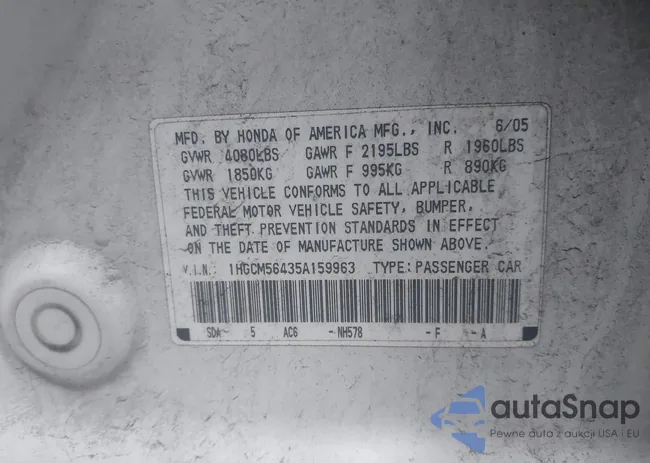 MFD. BY HONDA OF AMERICA MFG., INC. 6/05
GVWR 4080LBS GAWR F 2195LBS R 1960LBS
GVWR 1850KG GAWR F 995KG R 890KG
THIS VEHICLE CONFORMS TO ALL APPLICABLE
FEDERAL MOTOR VEHICLE SAFETY, BUMPER,
AND THEFT PREVENTION STANDARDS IN EFFECT
ON THE DATE OF MANUFACTURE SHOWN ABOVE.
V.I.N.: 1HGCM56435A159963 TYPE: PASSENGER CAR
SDA- 5 AC6 -NH578 -F -A
autaSnap
Pewne auta z aukcji USA i EU